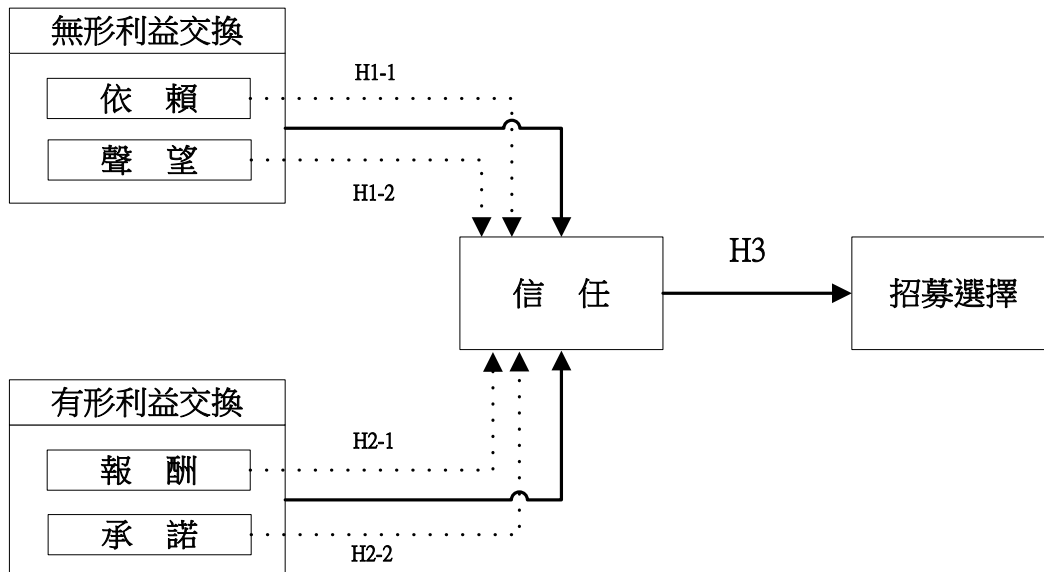 無形利益交換
依　賴
聲　望
H1-1
H1-2
信　任
H3
招募選擇
有形利益交換
報　酬
承　諾
H2-1
H2-2